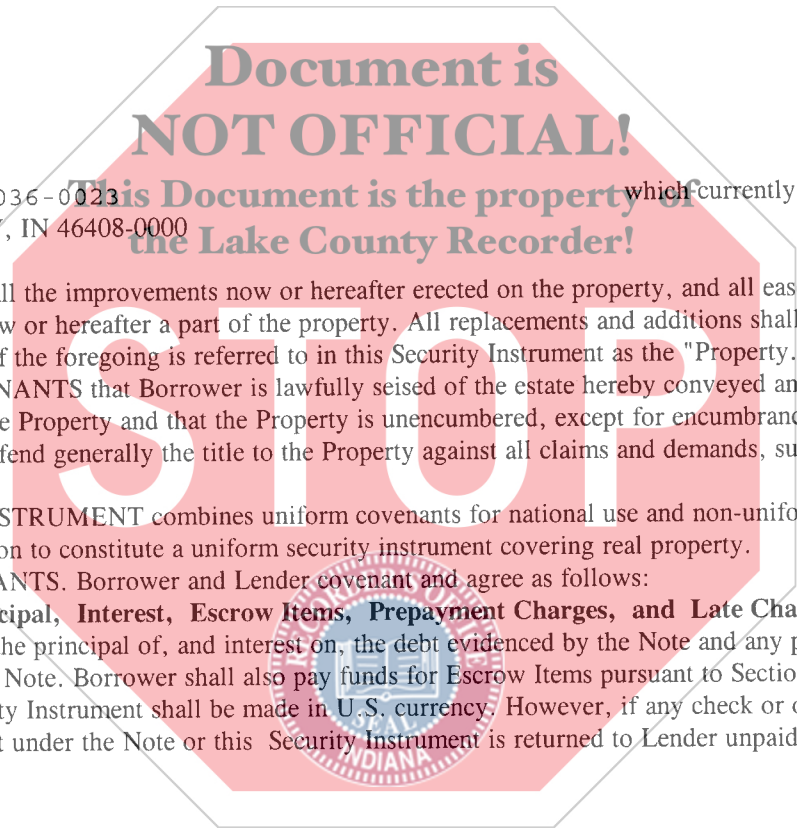 Document is
NOT OFFICIAL!
This Document is the property of
the Lake County Recorder!
036-0023 which currently
, IN 46408-0000
ll the improvements now or hereafter erected on the property, and all eas
w or hereafter a part of the property. All replacements and additions shall
f the foregoing is referred to in this Security Instrument as the "Property.
NANTS that Borrower is lawfully seised of the estate hereby conveyed an
e Property and that the Property is unencumbered, except for encumbranc
fend generally the title to the Property against all claims and demands, su
STOP
STRUMENT combines uniform covenants for national use and non-unifo
on to constitute a uniform security instrument covering real property.
ANTS. Borrower and Lender covenant and agree as follows:
cipal, Interest, Escrow Items, Prepayment Charges, and Late Cha
the principal of, and interest on, the debt evidenced by the Note and any p
Note. Borrower shall also pay funds for Escrow Items pursuant to Sectio
ty Instrument shall be made in U.S. currency. However, if any check or o
t under the Note or this Security Instrument is returned to Lender unpaid
RECORDER'S OFFICE
SEAL
INDIANA